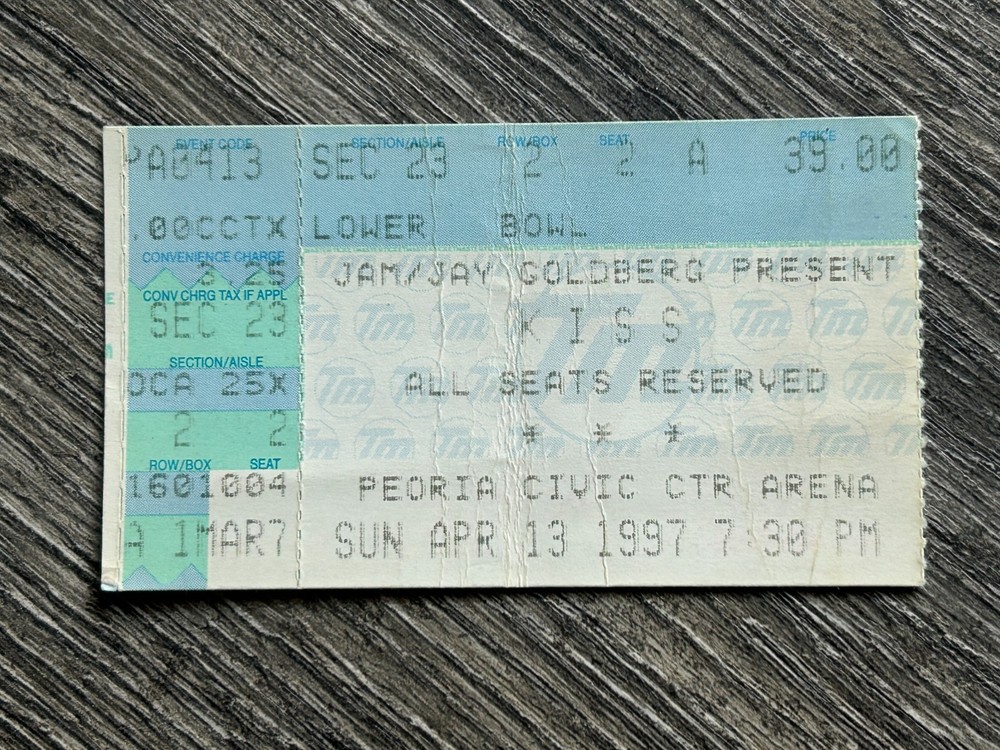 EVENT CODE SECTION/AISLE ROW/BOX SEAT PRICE
PA0413 SEC 23 2 2 A 39.00
.00CCTX LOWER BOWL
CONVENIENCE CHARGE
3.25
CONV CHRG TAX IF APPL
SEC 23
SECTION/AISLE
OCA 25X
2 2
ROW/BOX SEAT
1601004
A 1MAR7
JAM/JAY GOLDBERG PRESENT
KISS
ALL SEATS RESERVED
* * *
PEORIA CIVIC CTR ARENA
SUN APR 13 1997 7:30 PM